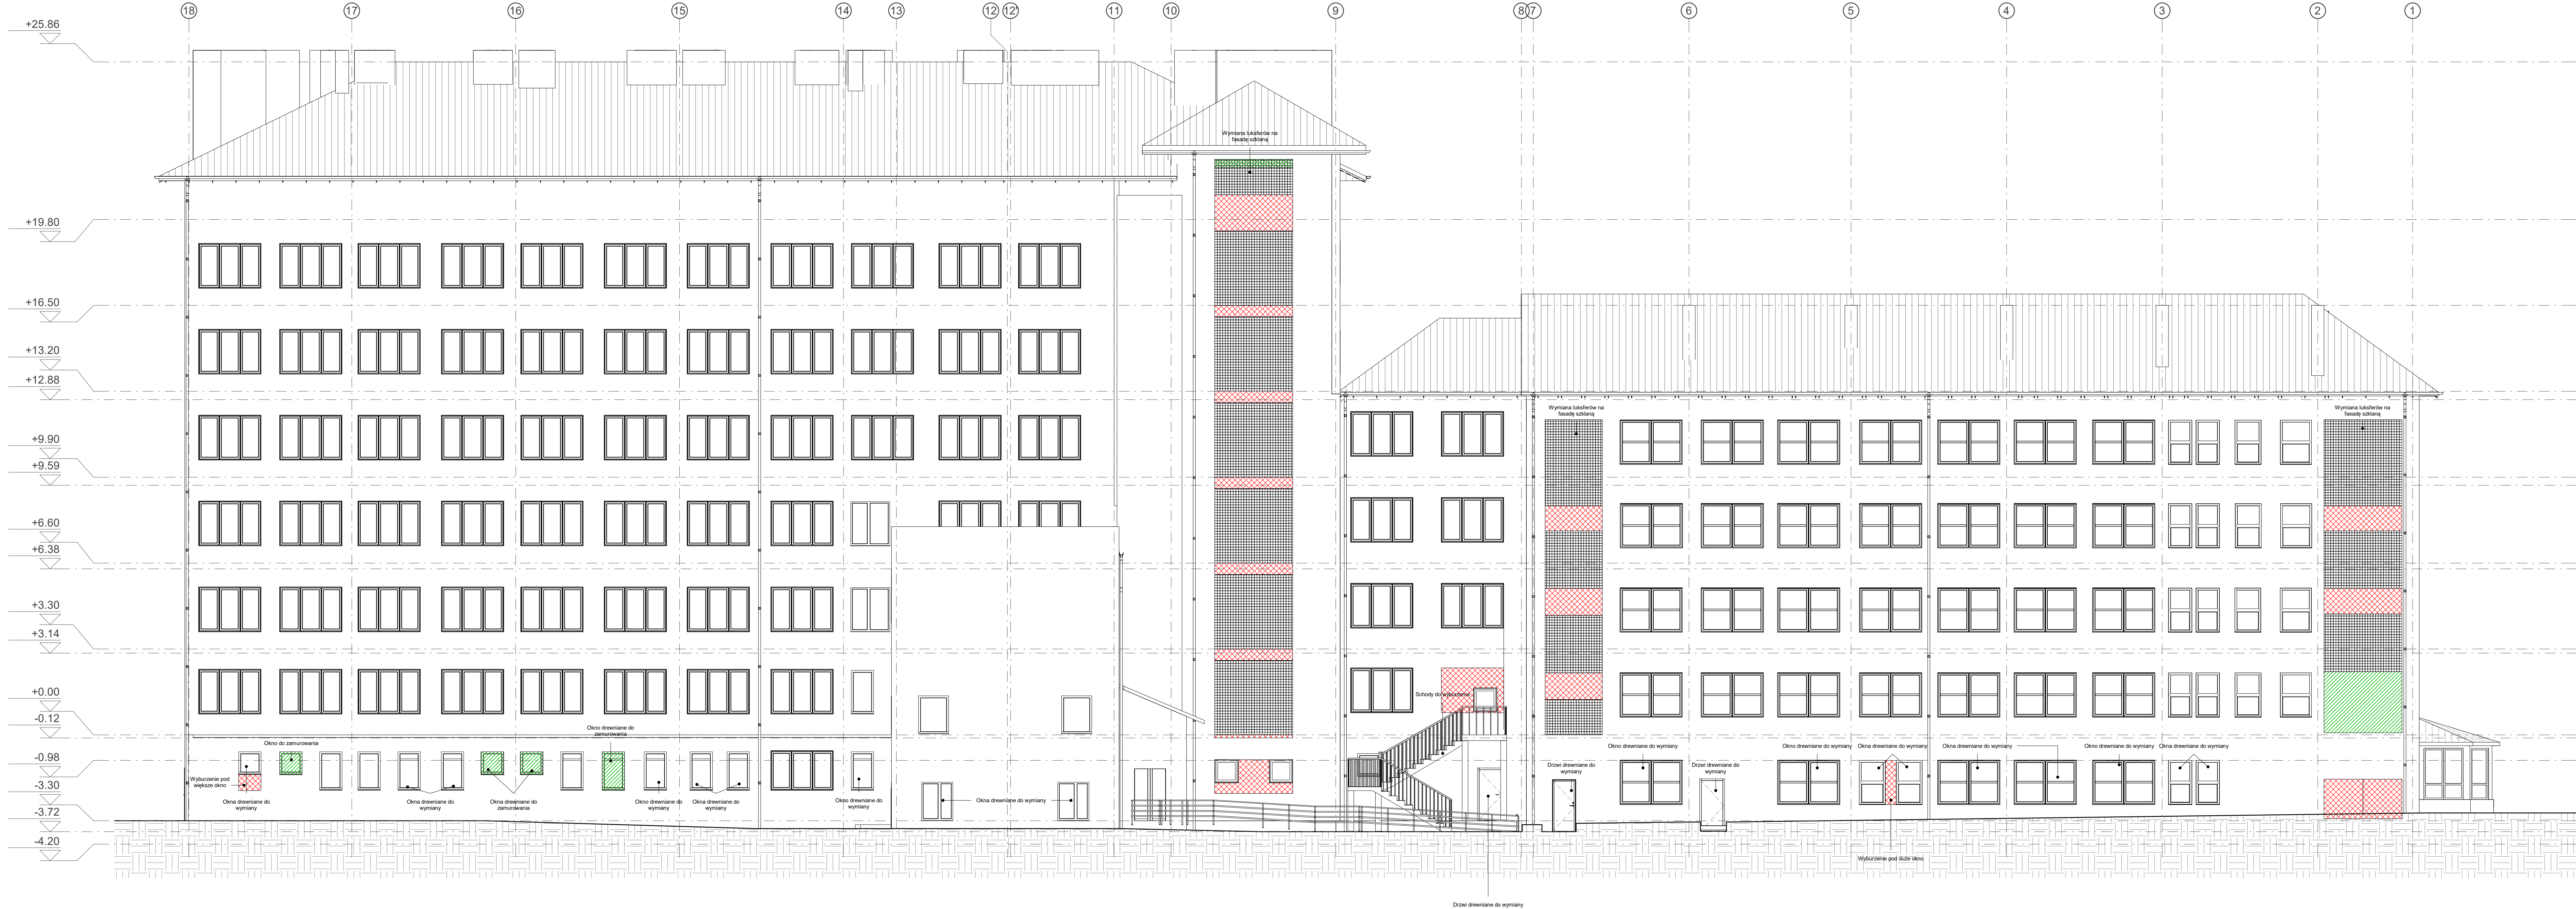 18
17
16
15
14
13
12
12'
11
10
9
8
7
6
5
4
3
2
1
+25.86
+19.80
+16.50
+13.20
+12.88
+9.90
+9.59
+6.60
+6.38
+3.30
+3.14
+0.00
-0.12
-0.98
-3.30
-3.72
-4.20
Wymiana luksferów na
fasadę szklaną
Wymiana luksferów na
fasadę szklaną
Wymiana luksferów na
fasadę szklaną
Schody do wyburzenia
Okno drewniane do
zamurowania
Okno do zamurowania
Wyburzenie pod
większe okno
Okna drewniane do
wymiany
Okna drewniane do
wymiany
Okna drewniane do
zamurowania
Okno drewniane do
wymiany
Okna drewniane do
wymiany
Okno drewniane do
wymiany
Okna drewniane do wymiany
Drzwi drewniane do
wymiany
Okno drewniane do wymiany
Drzwi drewniane do
wymiany
Okno drewniane do wymiany
Okna drewniane do wymiany
Okna drewniane do wymiany
Okno drewniane do wymiany
Okna drewniane do wymiany
Wyburzenie pod duże okno
Drzwi drewniane do wymiany